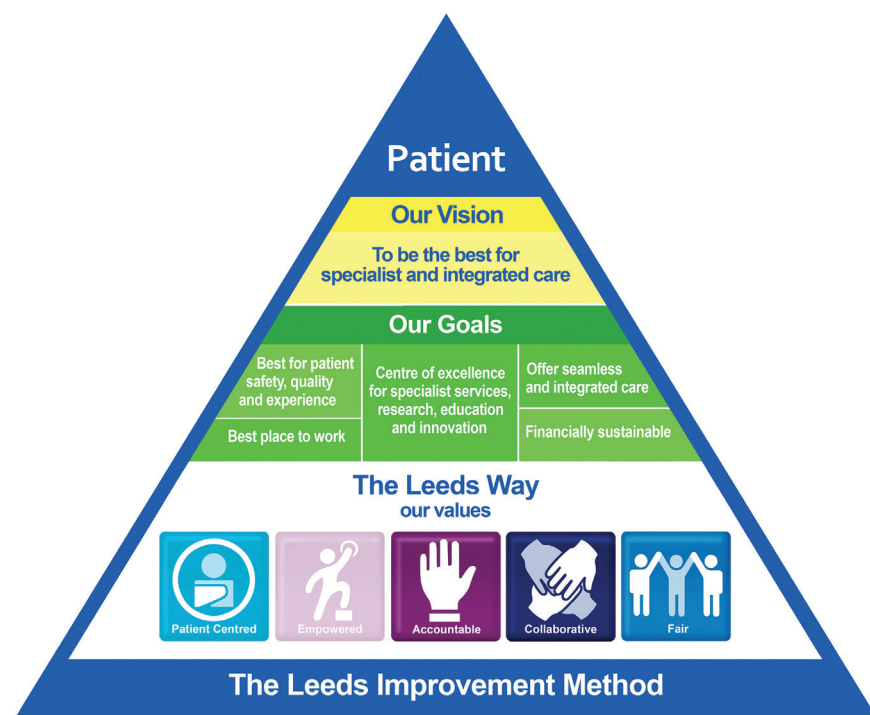 Patient
Our Vision
To be the best for
specialist and integrated care
Our Goals
Best for patient
safety, quality
and experience
Best place to work
Centre of excellence
for specialist services,
research, education
and innovation
Offer seamless
and integrated care
Financially sustainable
The Leeds Way
our values
Patient Centred
Empowered
Accountable
Collaborative
Fair
The Leeds Improvement Method